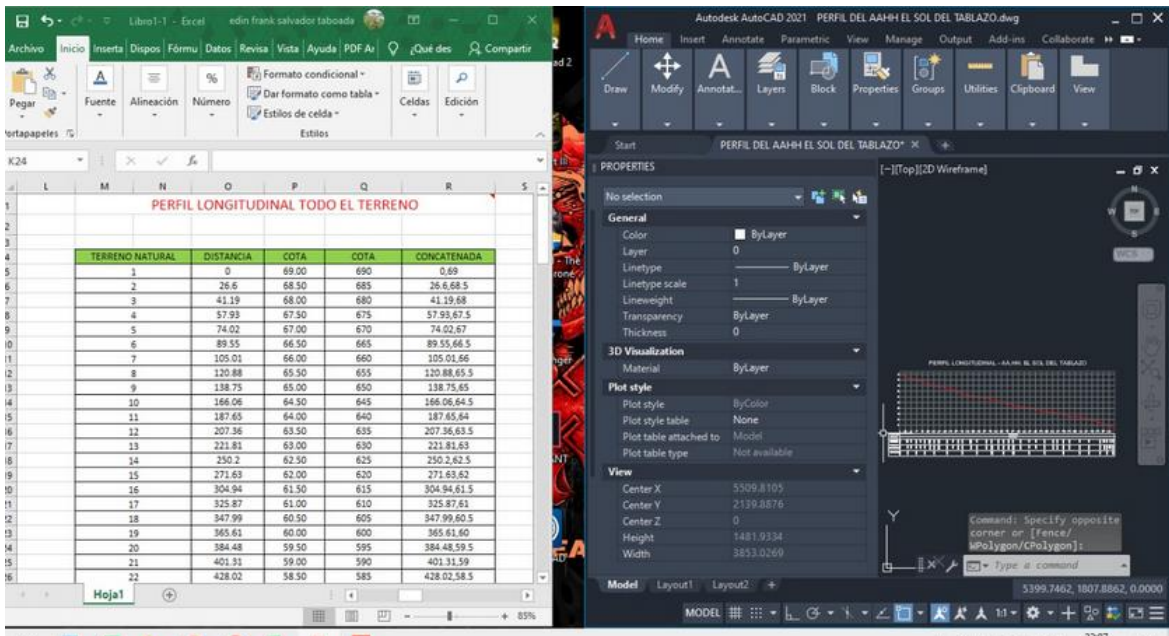 Libro1-1 - Excel
edin frank salvador taboada
Archivo Inicio Inserta Dispos Fórmu Datos Revisa Vista Ayuda PDF Ar ¿Qué des Compartir
Pegar
Fuente
Alineación
Número
Formato condicional
Dar formato como tabla
Estilos de celda
Celdas
Edición
Portapapeles
Estilos
K24
fx
L M N O P Q R S
PERFIL LONGITUDINAL TODO EL TERRENO
TERRENO NATURAL DISTANCIA COTA COTA CONCATENADA
1 0 69.00 690 0,69
2 26.6 68.50 685 26.6,68.5
3 41.19 68.00 680 41.19,68
4 57.93 67.50 675 57.93,67.5
5 74.02 67.00 670 74.02,67
6 89.55 66.50 665 89.55,66.5
7 105.01 66.00 660 105.01,66
8 120.88 65.50 655 120.88,65.5
9 138.75 65.00 650 138.75,65
10 166.06 64.50 645 166.06,64.5
11 187.65 64.00 640 187.65,64
12 207.36 63.50 635 207.36,63.5
13 221.81 63.00 630 221.81,63
14 250.2 62.50 625 250.2,62.5
15 271.63 62.00 620 271.63,62
16 304.94 61.50 615 304.94,61.5
17 325.87 61.00 610 325.87,61
18 347.99 60.50 605 347.99,60.5
19 365.61 60.00 600 365.61,60
20 384.48 59.50 595 384.48,59.5
21 401.31 59.00 590 401.31,59
22 428.02 58.50 585 428.02,58.5
Hoja1
85%
Autodesk AutoCAD 2021 PERFIL DEL AAHH EL SOL DEL TABLAZO.dwg
Home Insert Annotate Parametric View Manage Output Add-ins Collaborate
Draw Modify Annotat... Layers Block Properties Groups Utilities Clipboard View
Start PERFIL DEL AAHH EL SOL DEL TABLAZO*
PROPERTIES
No selection
General
Color ByLayer
Layer 0
Linetype ByLayer
Linetype scale 1
Lineweight ByLayer
Transparency ByLayer
Thickness 0
3D Visualization
Material ByLayer
Plot style
Plot style ByColor
Plot style table None
Plot table attached to Model
Plot table type Not available
View
Center X 5509.8105
Center Y 2139.8876
Center Z 0
Height 1481.9334
Width 3853.0269
[-][Top][2D Wireframe]
N
W TOP E
S
WCS
PERFIL LONGITUDINAL - AA.HH. EL SOL DEL TABLAZO
Y
Command: Specify opposite
corner or [Fence/
WPolygon/CPolygon]:
Type a command
Model Layout1 Layout2 +
5399.7462, 1807.8862, 0.0000
MODEL 1:1